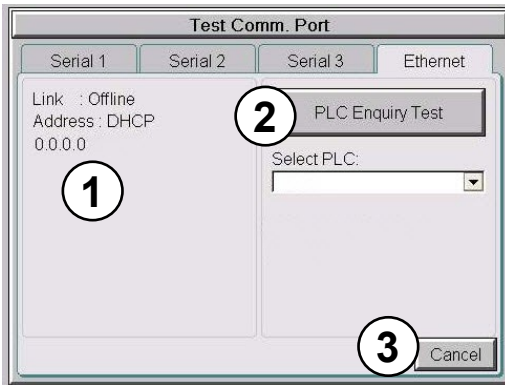 Test Comm. Port
Serial 1 Serial 2 Serial 3 Ethernet
Link : Offline
Address : DHCP
0.0.0.0
1
2
PLC Enquiry Test
Select PLC:
3
Cancel